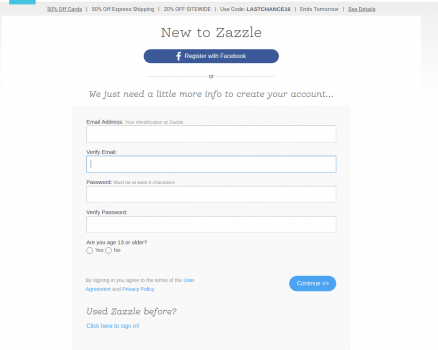 50% Off Cards | 50% Off Express Shipping | 20% OFF SITEWIDE | Use Code: LASTCHANCE16 | Ends Tomorrow | See Details
New to Zazzle
f Register with Facebook
or
We just need a little more info to create your account...
Email Address: Your identification at Zazzle
Verify Email:
Password: Must be at least 8 characters
Verify Password:
Are you age 13 or older?
Yes No
By signing in you agree to the terms of the User
Agreement and Privacy Policy
Continue >>
Used Zazzle before?
Click here to sign in!